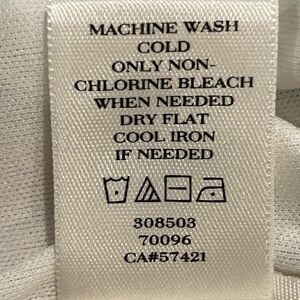 MACHINE WASH
COLD
ONLY NON-
CHLORINE BLEACH
WHEN NEEDED
DRY FLAT
COOL IRON
IF NEEDED
308503
70096
CA#57421